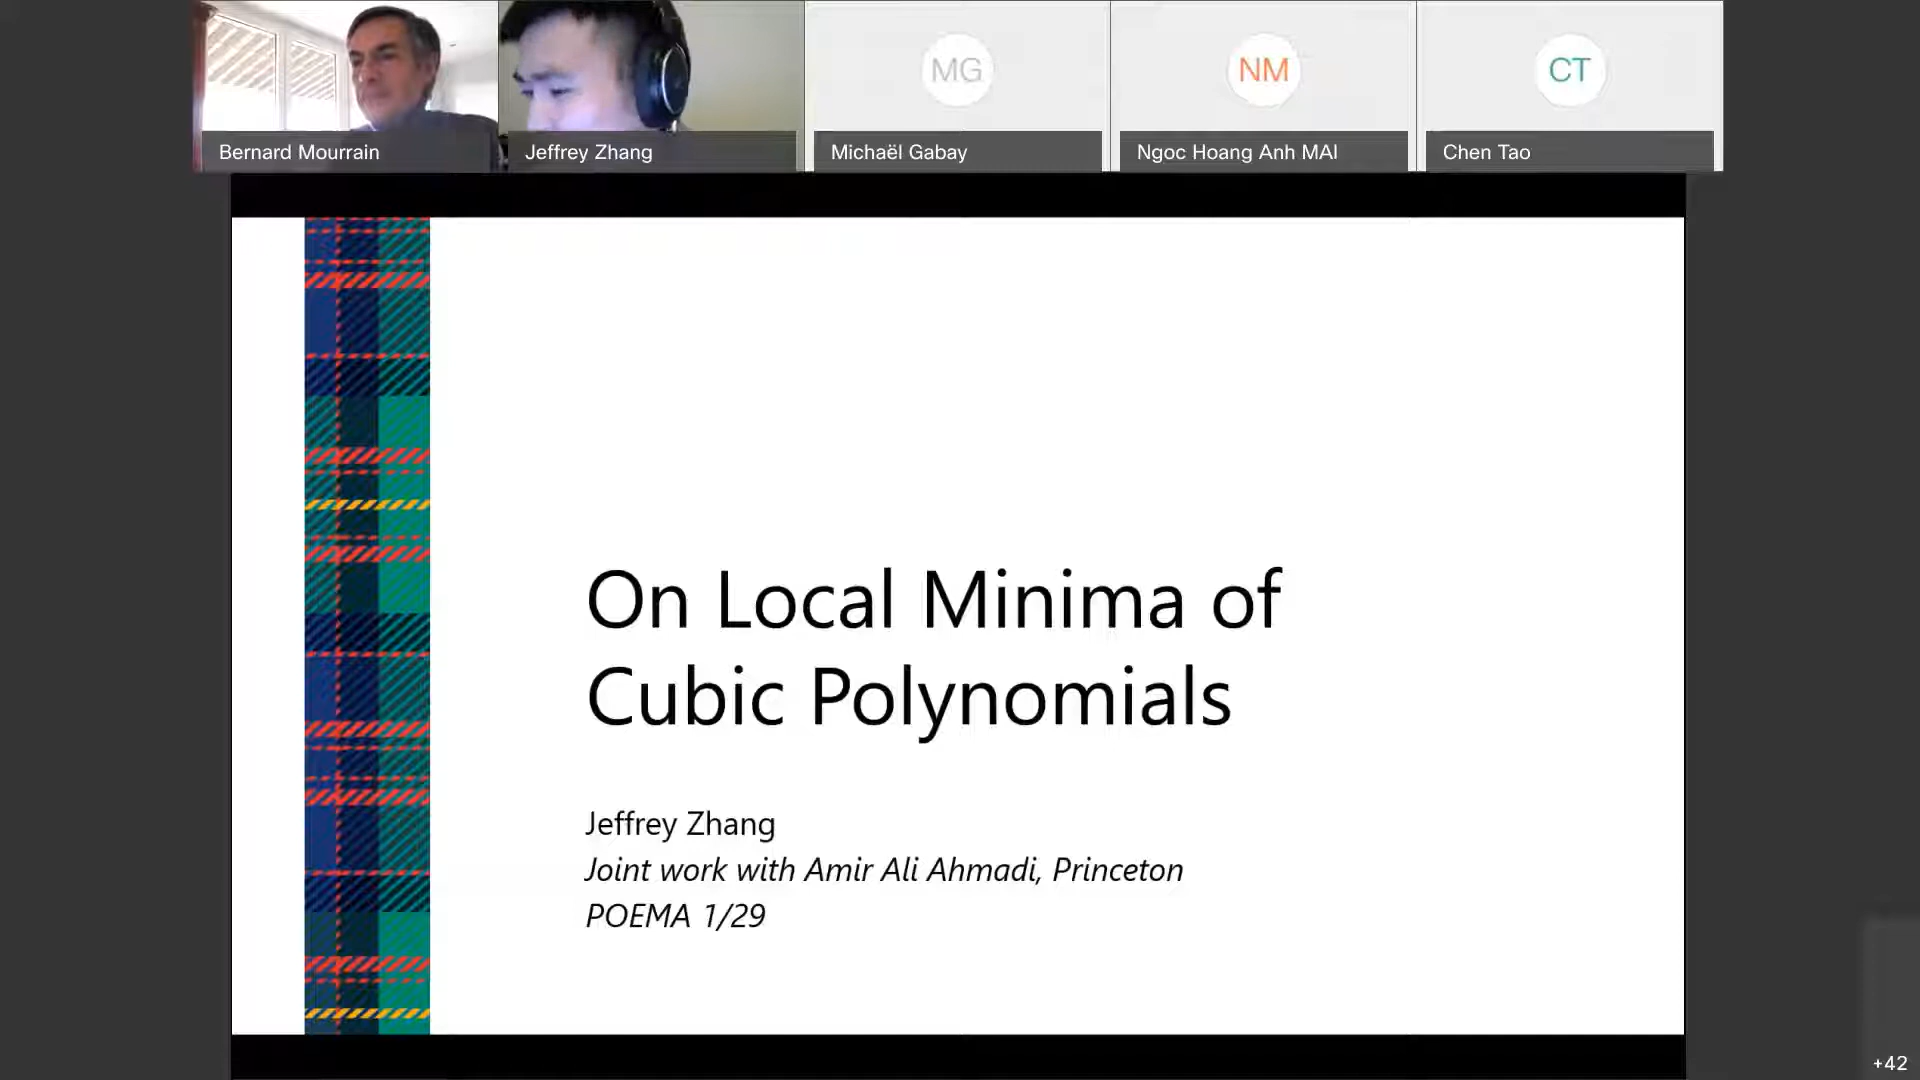 MG
NM
CT
Bernard Mourrain
Jeffrey Zhang
Michaël Gabay
Ngoc Hoang Anh MAI
Chen Tao
On Local Minima of
Cubic Polynomials
Jeffrey Zhang
Joint work with Amir Ali Ahmadi, Princeton
POEMA 1/29
+42